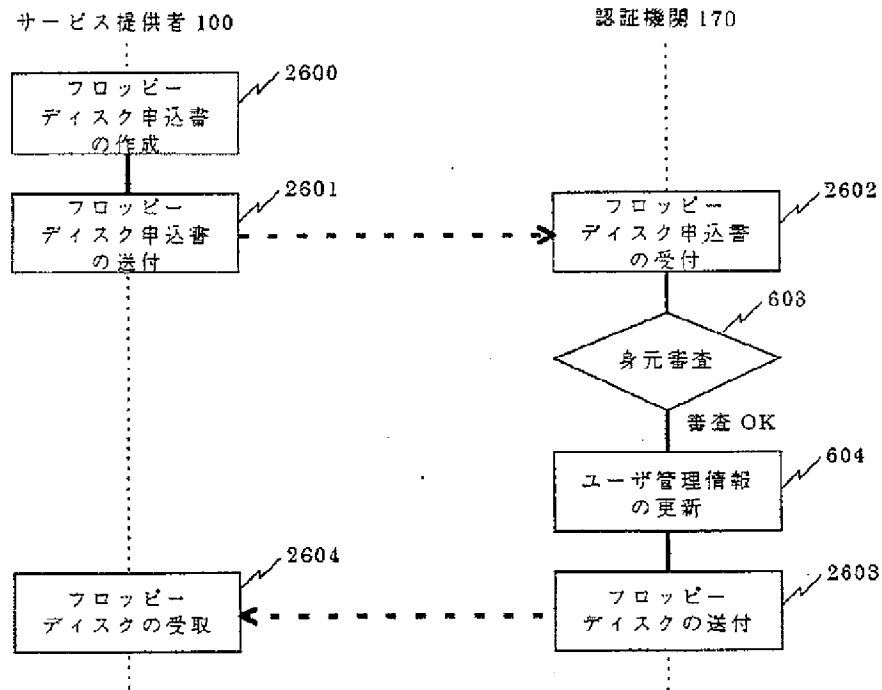 サービス提供者 100
認証機関 170
2600
フロッピー
ディスク申込書
の作成
2601
フロッピー
ディスク申込書
の送付
2602
フロッピー
ディスク申込書
の受付
603
身元審査
審査 OK
604
ユーザ管理情報
の更新
2603
フロッピー
ディスクの送付
2604
フロッピー
ディスクの受取